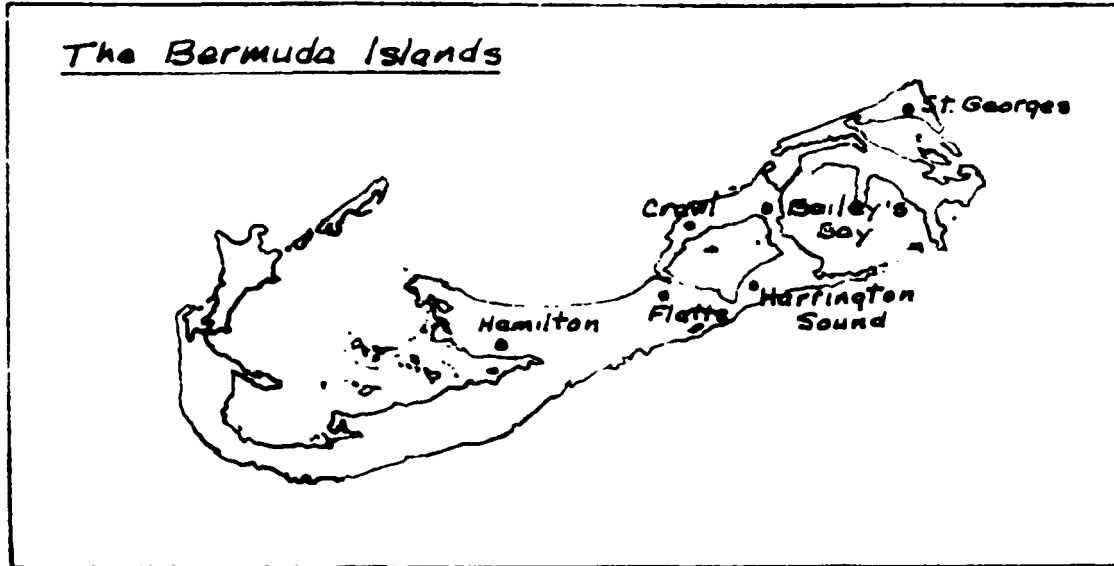 The Bermuda Islands
St. Georges
Crawl
Bailey's
Bay
Hamilton
Flatts
Harrington
Sound